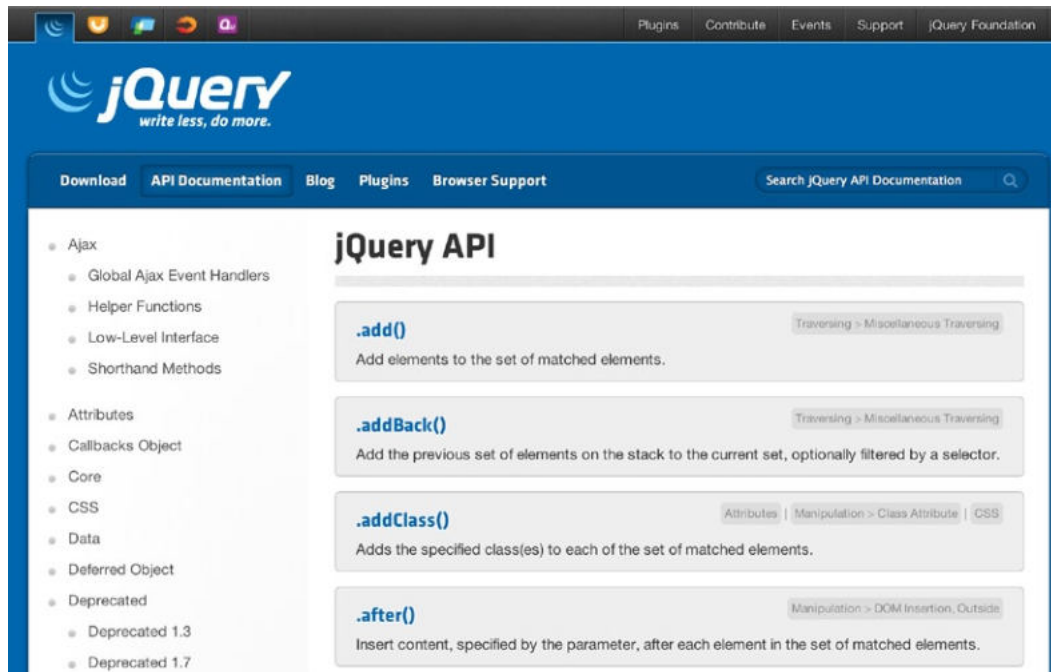 Plugins Contribute Events Support jQuery Foundation
jQuery
write less, do more.
Download API Documentation Blog Plugins Browser Support Search jQuery API Documentation
Ajax
Global Ajax Event Handlers
Helper Functions
Low-Level Interface
Shorthand Methods
Attributes
Callbacks Object
Core
CSS
Data
Deferred Object
Deprecated
Deprecated 1.3
Deprecated 1.7
jQuery API
.add()
Traversing > Miscellaneous Traversing
Add elements to the set of matched elements.
.addBack()
Traversing > Miscellaneous Traversing
Add the previous set of elements on the stack to the current set, optionally filtered by a selector.
.addClass()
Attributes | Manipulation > Class Attribute | CSS
Adds the specified class(es) to each of the set of matched elements.
.after()
Manipulation > DOM Insertion, Outside
Insert content, specified by the parameter, after each element in the set of matched elements.